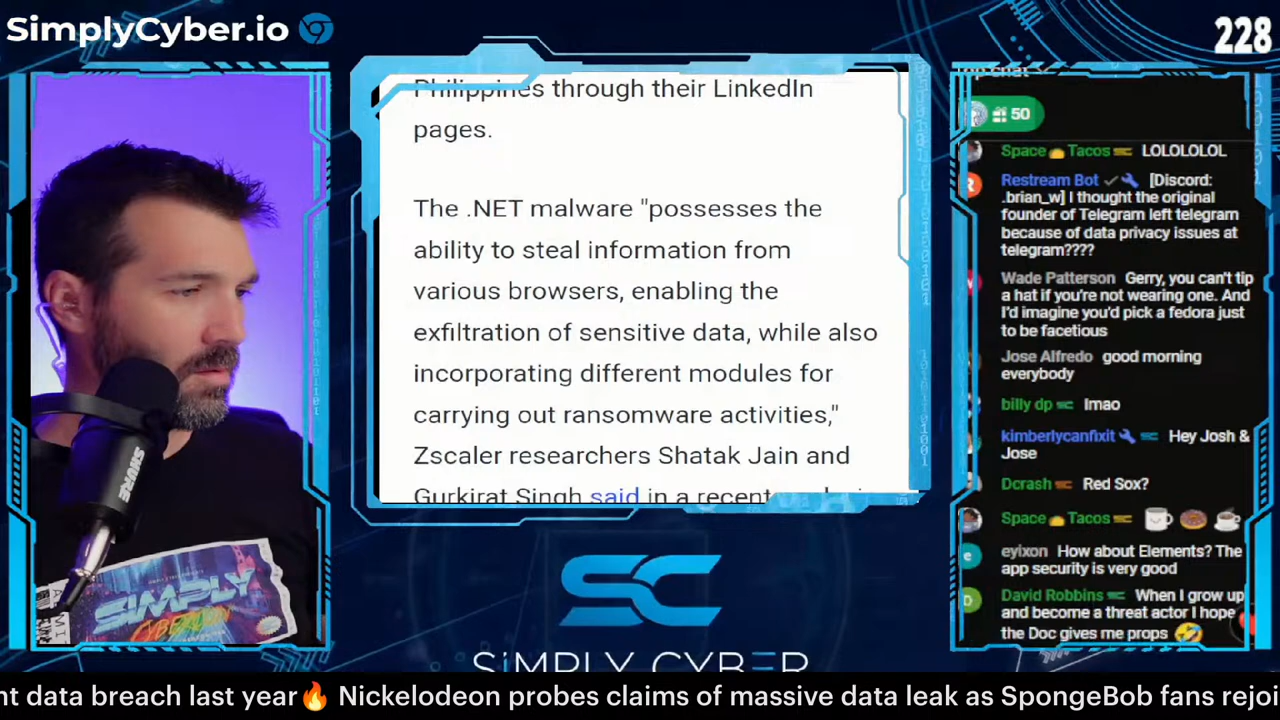 SimplyCyber.io
228
Philippines through their LinkedIn
pages.
The .NET malware "possesses the
ability to steal information from
various browsers, enabling the
exfiltration of sensitive data, while also
incorporating different modules for
carrying out ransomware activities,"
Zscaler researchers Shatak Jain and
Gurkirat Singh said in a recent
50
Space Tacos LOLOLOLOL
Restream Bot [Discord:
.brian_w] I thought the original
founder of Telegram left telegram
because of data privacy issues at
telegram????
Wade Patterson Gerry, you can't tip
a hat if you're not wearing one. And
I'd imagine you'd pick a fedora just
to be facetious
Jose Alfredo good morning
everybody
billy dp lmao
kimberlycanfixit Hey Josh &
Jose
Dcrash Red Sox?
Space Tacos ☕🍩☕
eyixon How about Elements? The
app security is very good
David Robbins When I grow up
and become a threat actor I hope
the Doc gives me props 🤣
SHURE
SIMPLY
CYBER
SC
SiMPLY CYBER
nt data breach last year🔥 Nickelodeon probes claims of massive data leak as SpongeBob fans rejoi